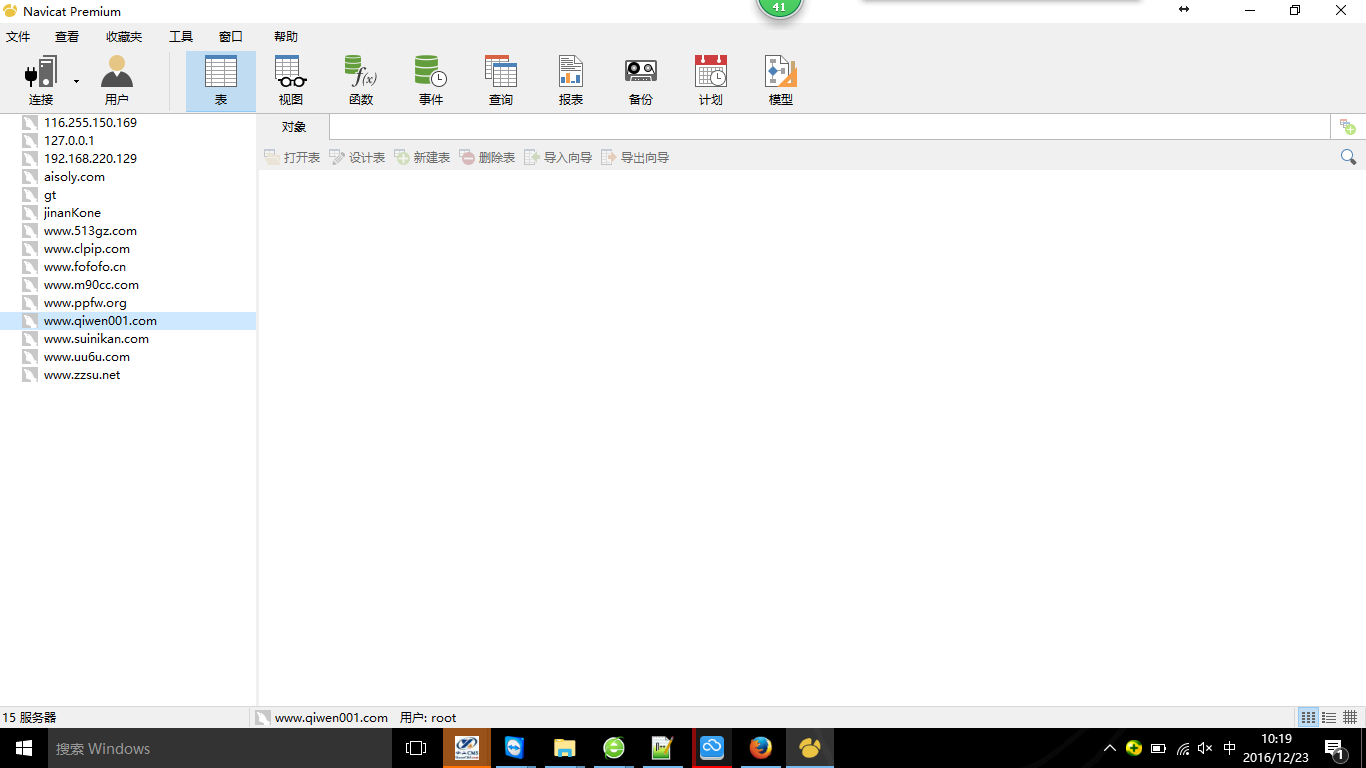 Navicat Premium
41
文件 查看 收藏夹 工具 窗口 帮助
连接 用户 表 视图 函数 事件 查询 报表 备份 计划 模型
116.255.150.169
127.0.0.1
192.168.220.129
aisoly.com
gt
jinanKone
www.513gz.com
www.clpip.com
www.fofofo.cn
www.m90cc.com
www.ppfw.org
www.qiwen001.com
www.suinikan.com
www.uu6u.com
www.zzsu.net
对象
打开表 设计表 新建表 删除表 导入向导 导出向导
15 服务器
www.qiwen001.com 用户: root
搜索 Windows
中
10:19
2016/12/23
1